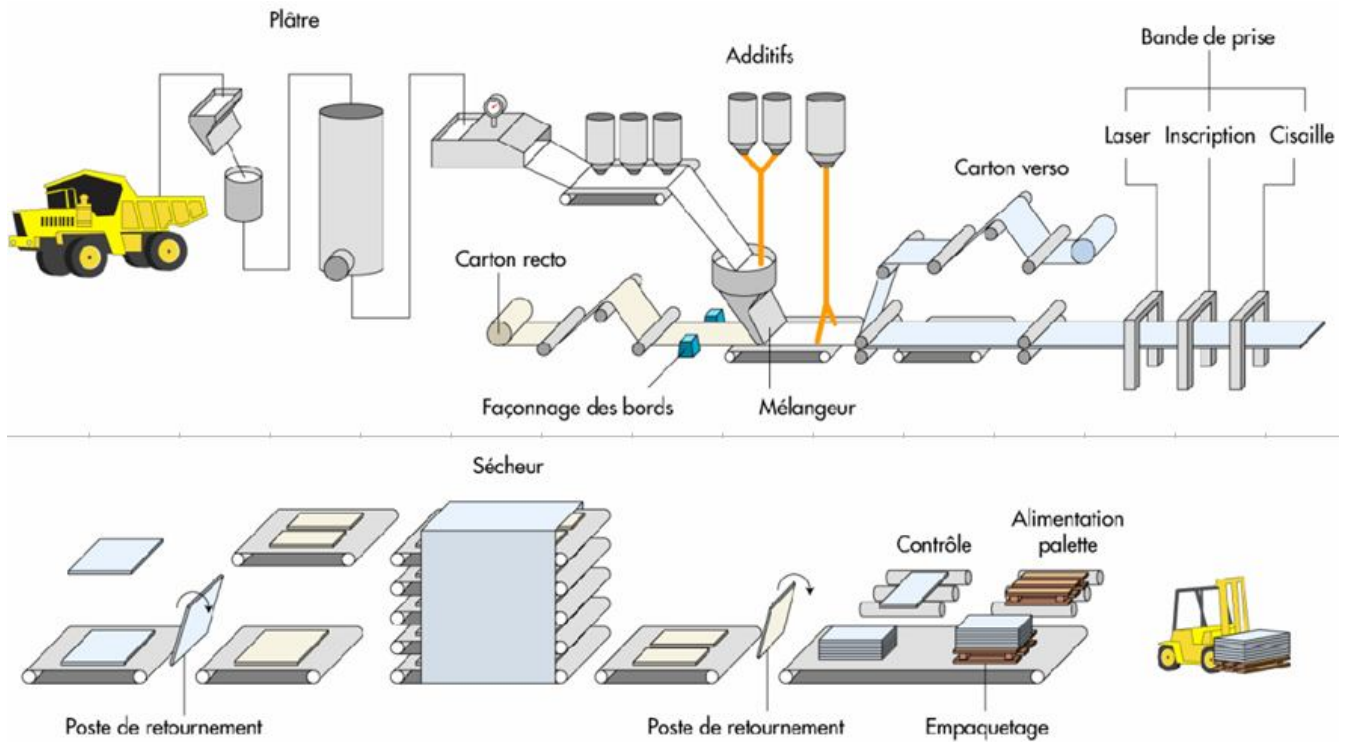 Plâtre
Additifs
Bande de prise
Laser
Inscription
Cisaille
Carton verso
Carton recto
Façonnage des bords
Mélangeur
Sécheur
Contrôle
Alimentation
palette
Poste de retournement
Poste de retournement
Empaquetage